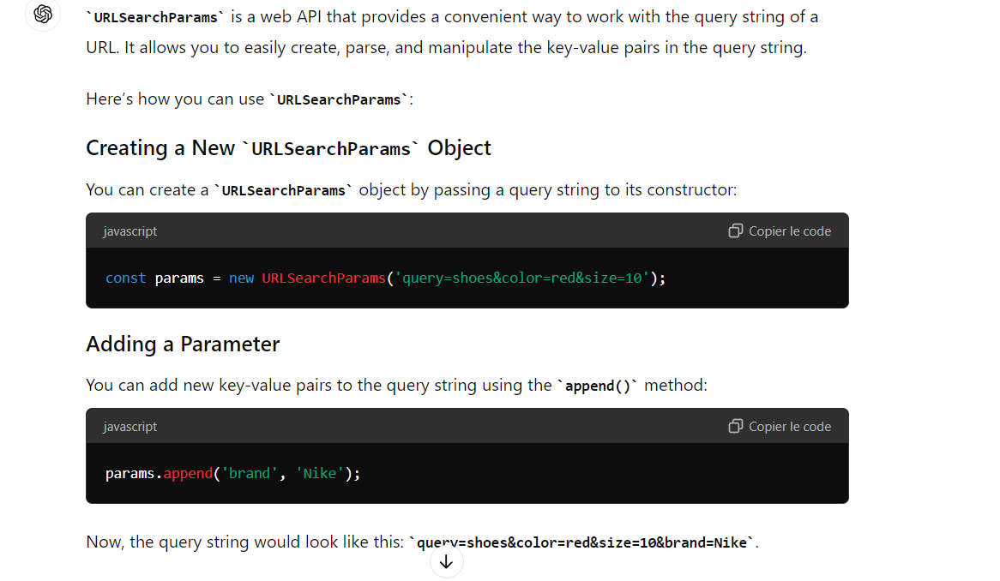 `URLSearchParams` is a web API that provides a convenient way to work with the query string of a
URL. It allows you to easily create, parse, and manipulate the key-value pairs in the query string.
Here’s how you can use `URLSearchParams`:
Creating a New `URLSearchParams` Object
You can create a `URLSearchParams` object by passing a query string to its constructor:
javascript Copier le code
const params = new URLSearchParams('query=shoes&color=red&size=10');
Adding a Parameter
You can add new key-value pairs to the query string using the `append()` method:
javascript Copier le code
params.append('brand', 'Nike');
Now, the query string would look like this: `query=shoes&color=red&size=10&brand=Nike`.